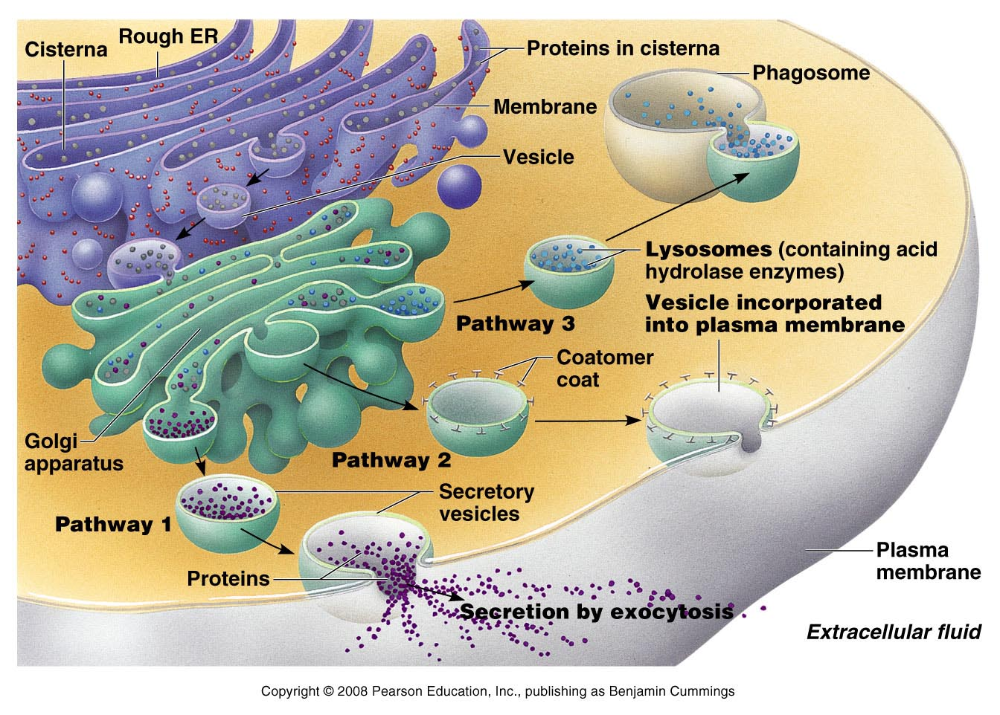 Cisterna
Rough ER
Proteins in cisterna
Phagosome
Membrane
Vesicle
Lysosomes (containing acid
hydrolase enzymes)
Vesicle incorporated
into plasma membrane
Pathway 3
Coatomer
coat
Golgi
apparatus
Pathway 2
Secretory
vesicles
Pathway 1
Plasma
membrane
Proteins
Secretion by exocytosis
Extracellular fluid
Copyright © 2008 Pearson Education, Inc., publishing as Benjamin Cummings